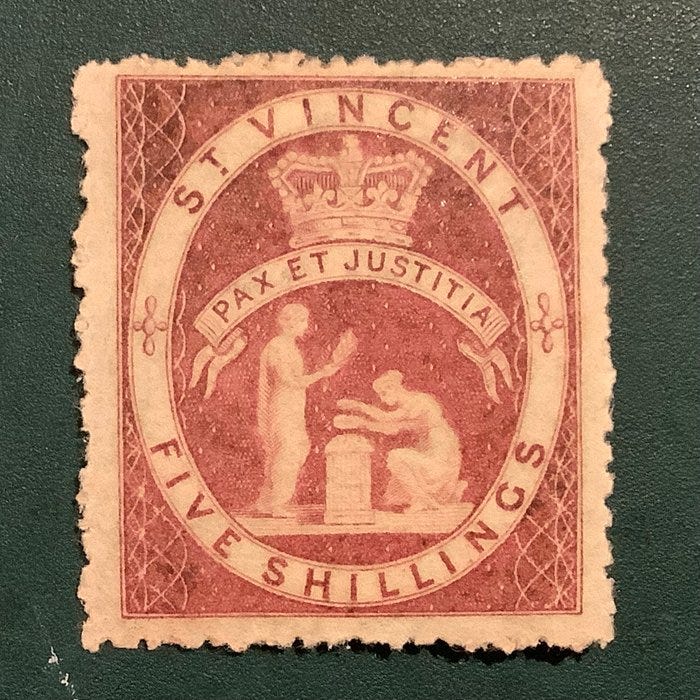 ST VINCENT
PAX ET JUSTITIA
FIVE SHILLINGS